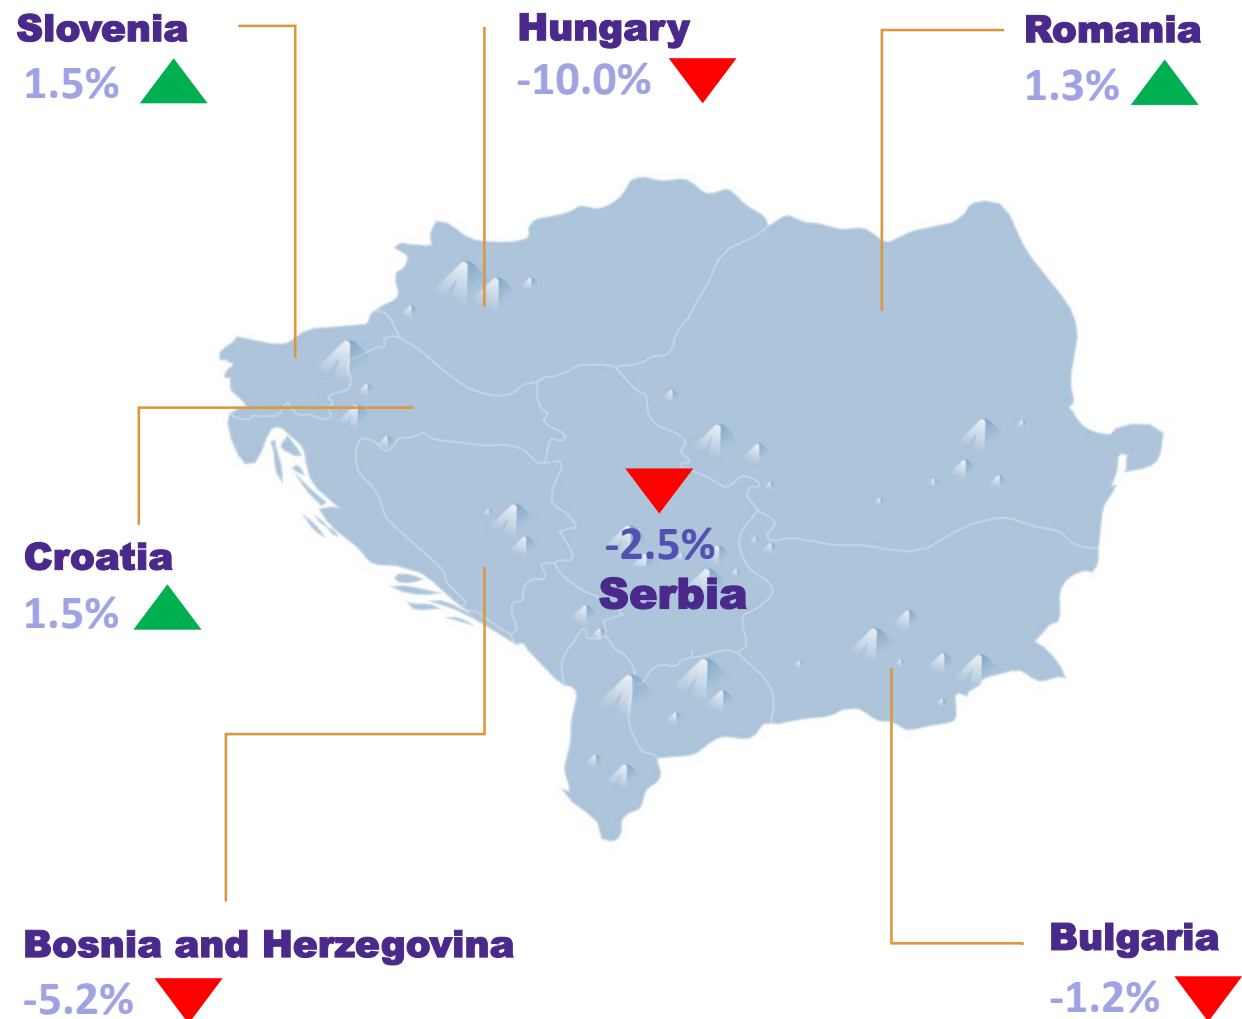 Slovenia
1.5%
Hungary
-10.0%
Romania
1.3%
-2.5%
Serbia
Croatia
1.5%
Bosnia and Herzegovina
-5.2%
Bulgaria
-1.2%